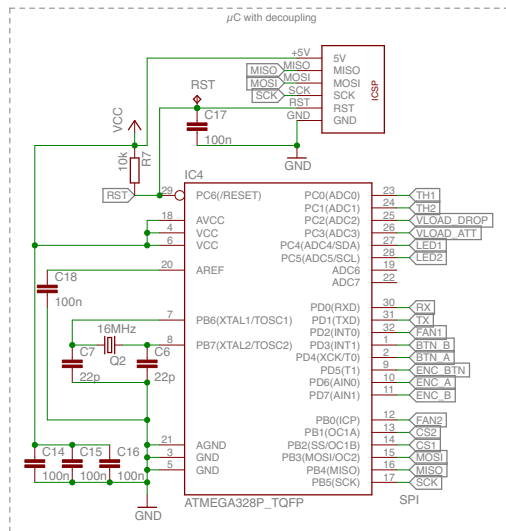 µC with decoupling
+5V
5V
MISO
MISO
MISO
MOSI
MOSI
MOSI
SCK
SCK
SCK
RST
RST
GND
GND
ICSP
RST
C17
100n
GND
VCC
10k
R7
RST
IC4
29
PC6(/RESET)
18
AVCC
4
VCC
6
VCC
20
AREF
C18
100n
7
PB6(XTAL1/TOSC1)
16MHz
Q2
8
PB7(XTAL2/TOSC2)
C7
22p
C6
22p
21
AGND
3
GND
5
GND
C14
100n
C15
100n
C16
100n
GND
PC0(ADC0)
23
TH1
PC1(ADC1)
24
TH2
PC2(ADC2)
25
VLOAD_DROP
PC3(ADC3)
26
VLOAD_ATT
PC4(ADC4/SDA)
27
LED1
PC5(ADC5/SCL)
28
LED2
ADC6
19
ADC7
22
PD0(RXD)
30
RX
PD1(TXD)
31
TX
PD2(INT0)
32
FAN1
PD3(INT1)
1
BTN_B
PD4(XCK/T0)
2
BTN_A
PD5(T1)
9
ENC_BTN
PD6(AIN0)
10
ENC_A
PD7(AIN1)
11
ENC_B
PB0(ICP)
12
FAN2
PB1(OC1A)
13
CS2
PB2(SS/OC1B)
14
CS1
PB3(MOSI/OC2)
15
MOSI
PB4(MISO)
16
MISO
PB5(SCK)
17
SCK
ATMEGA328P_TQFP
SPI